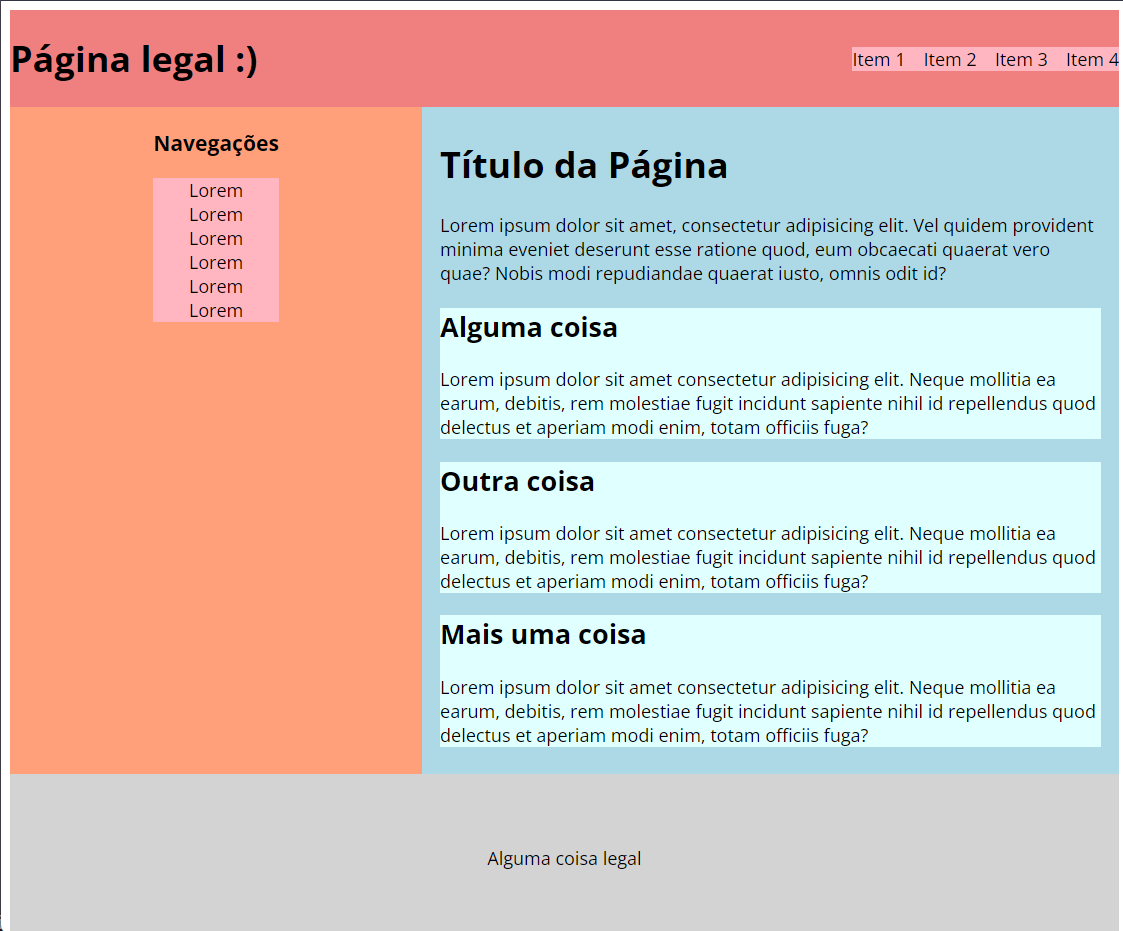 Página legal :)
Item 1 Item 2 Item 3 Item 4
Navegações
Lorem
Lorem
Lorem
Lorem
Lorem
Lorem
Título da Página
Lorem ipsum dolor sit amet, consectetur adipisicing elit. Vel quidem provident
minima eveniet deserunt esse ratione quod, eum obcaecati quaerat vero
quae? Nobis modi repudiandae quaerat iusto, omnis odit id?
Alguma coisa
Lorem ipsum dolor sit amet consectetur adipisicing elit. Neque mollitia ea
earum, debitis, rem molestiae fugit incidunt sapiente nihil id repellendus quod
delectus et aperiam modi enim, totam officiis fuga?
Outra coisa
Lorem ipsum dolor sit amet consectetur adipisicing elit. Neque mollitia ea
earum, debitis, rem molestiae fugit incidunt sapiente nihil id repellendus quod
delectus et aperiam modi enim, totam officiis fuga?
Mais uma coisa
Lorem ipsum dolor sit amet consectetur adipisicing elit. Neque mollitia ea
earum, debitis, rem molestiae fugit incidunt sapiente nihil id repellendus quod
delectus et aperiam modi enim, totam officiis fuga?
Alguma coisa legal